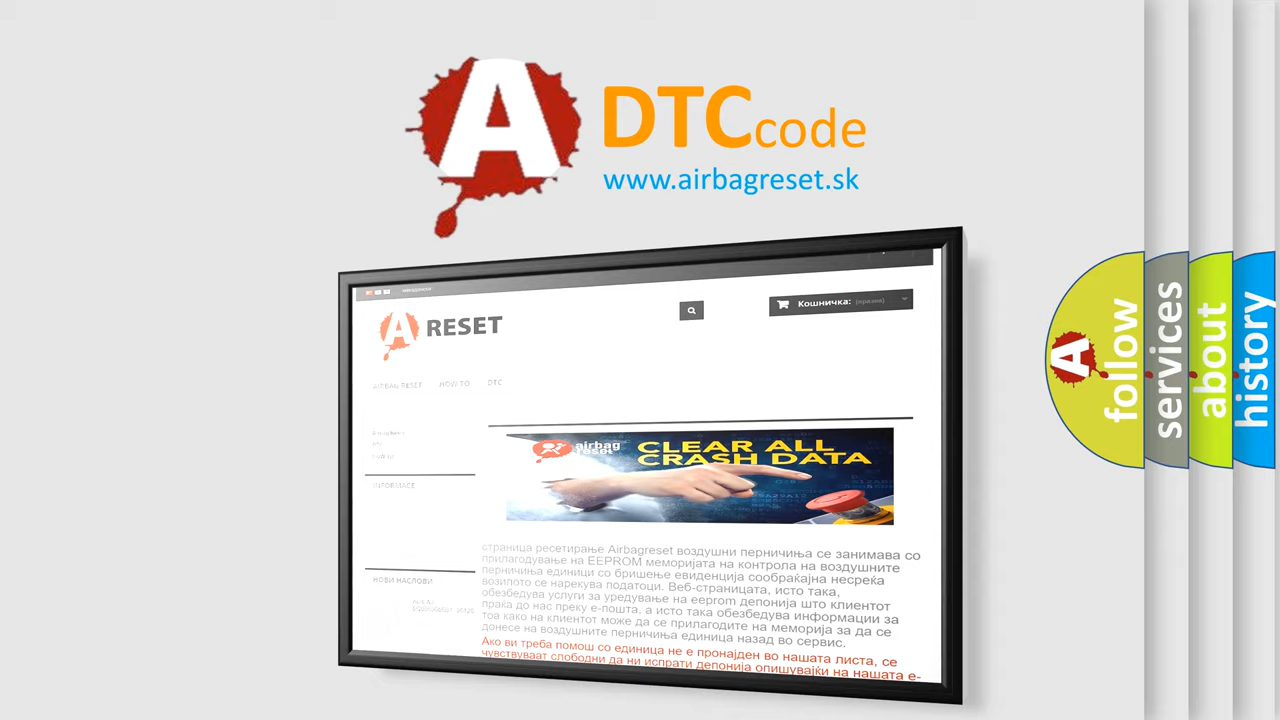 A DTC code
www.airbagreset.sk
Кошничка: (празна)
A RESET
AIRBAG RESET HOW TO DTC
airbag
reset
CLEAR ALL
CRASH DATA
INFORMACE
страница ресетирање Airbagreset воздушни перничиња се занимава со
прилагодување на EEPROM меморијата на контрола на воздушните
перничиња единици со бришење евиденција сообраќајна несреќа
возилото се нарекува податоци. Веб-страницата, исто така,
обезбедува услуги за уредување на eeprom депонија што клиентот
праќа до нас преку е-пошта, а исто така обезбедува информации за
тоа како на клиентот може да се прилагодите на меморија за да се
донесе на воздушните перничиња единица назад во сервис.
Ако ви треба помош со единица не е пронајден во нашата листа, се
чувствуваат слободни да ни испрати депонија опишувајќи на нашата е-
НОВИ НАСЛОВИ
A
follow
services
about
history